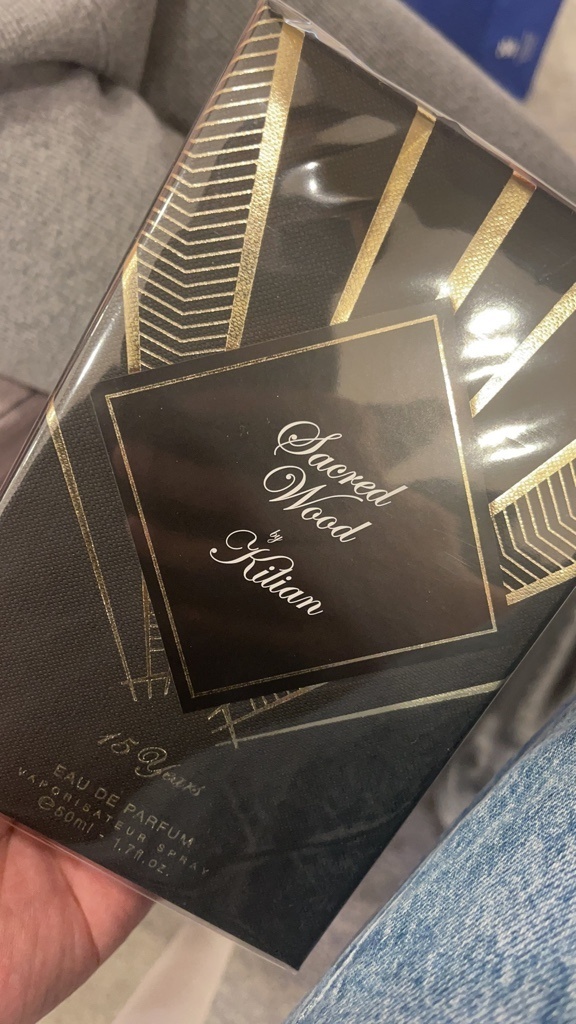 Sacred
Wood
by
Kilian
15 Years
EAU DE PARFUM
VAPORISATEUR SPRAY
℮50ml - 1.7fl.oz.